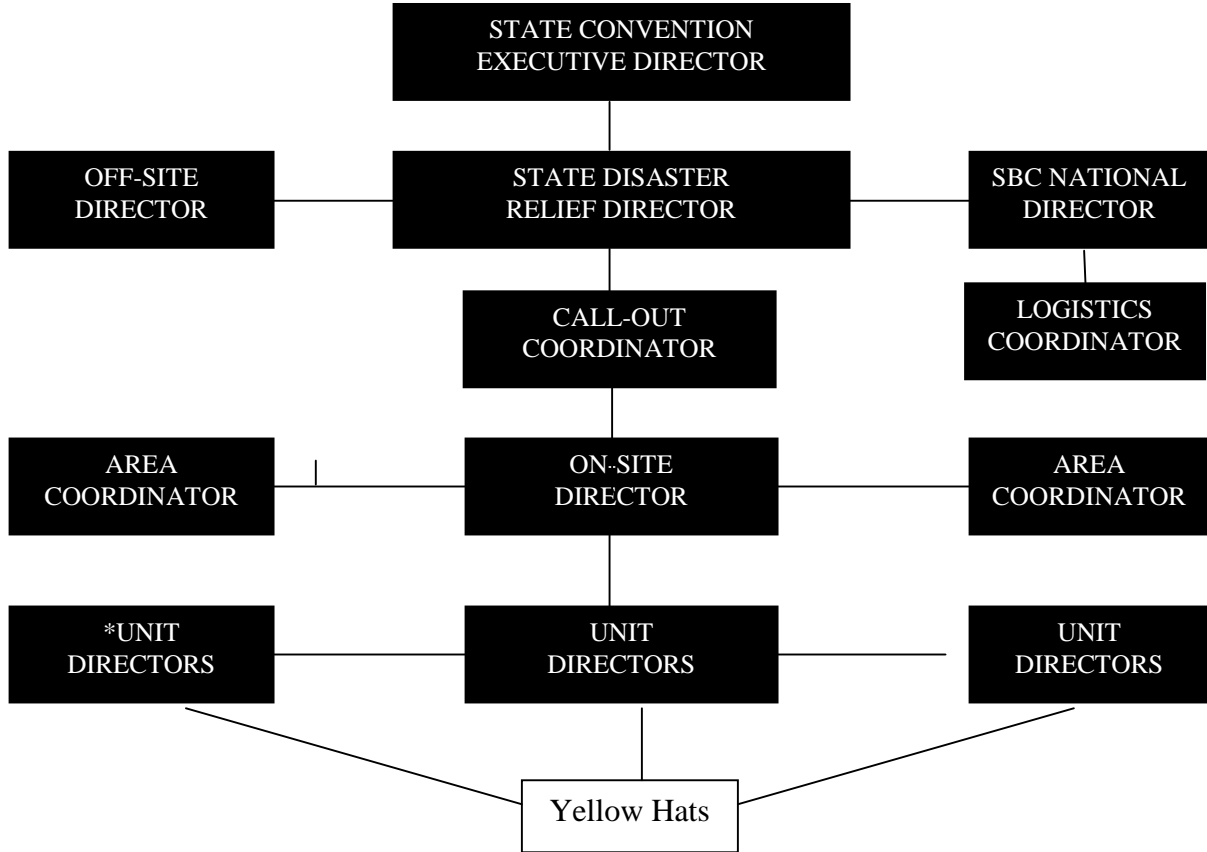 STATE CONVENTION
EXECUTIVE DIRECTOR
OFF-SITE
DIRECTOR
STATE DISASTER
RELIEF DIRECTOR
SBC NATIONAL
DIRECTOR
CALL-OUT
COORDINATOR
LOGISTICS
COORDINATOR
AREA
COORDINATOR
ON-SITE
DIRECTOR
AREA
COORDINATOR
*UNIT
DIRECTORS
UNIT
DIRECTORS
UNIT
DIRECTORS
Yellow Hats